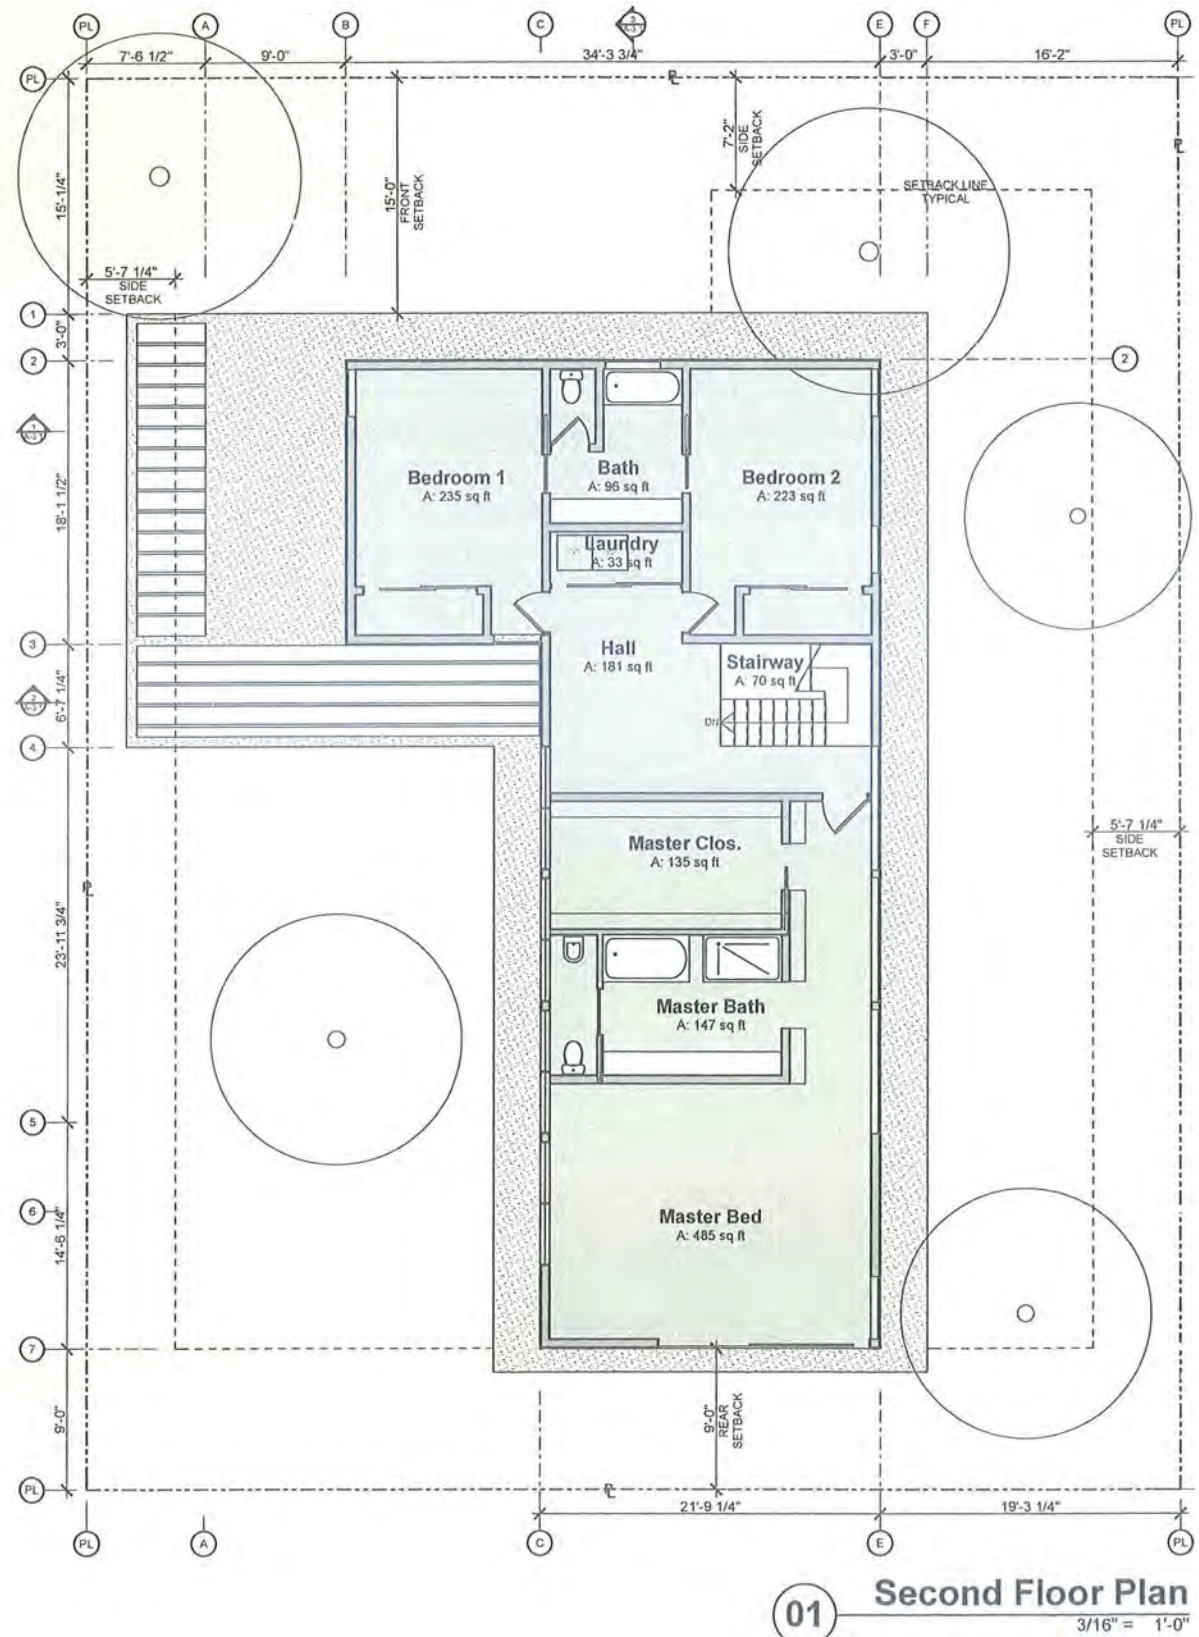 PL
A
B
C
3
E
F
PL
7'-6 1/2"
9'-0"
34'-3 3/4"
3'-0"
16'-2"
PL
PL
15'-1/4"
15'-0"
FRONT
SETBACK
7'-2"
SIDE
SETBACK
PL
SETBACK LINE
TYPICAL
5'-7 1/4"
SIDE
SETBACK
1
3'-0"
2
2
1
18'-1 1/2"
Bedroom 1
A: 235 sq ft
Bath
A: 96 sq ft
Bedroom 2
A: 223 sq ft
Laundry
A: 33 sq ft
3
Hall
A: 181 sq ft
Stairway
A: 70 sq ft
2
6'-7 1/4"
DN
4
Master Clos.
A: 135 sq ft
5'-7 1/4"
SIDE
SETBACK
PL
23'-11 3/4"
Master Bath
A: 147 sq ft
5
6
14'-6 1/4"
Master Bed
A: 485 sq ft
7
9'-0"
9'-0"
REAR
SETBACK
PL
PL
21'-9 1/4"
19'-3 1/4"
PL
A
C
E
PL
01
Second Floor Plan
3/16" = 1'-0"